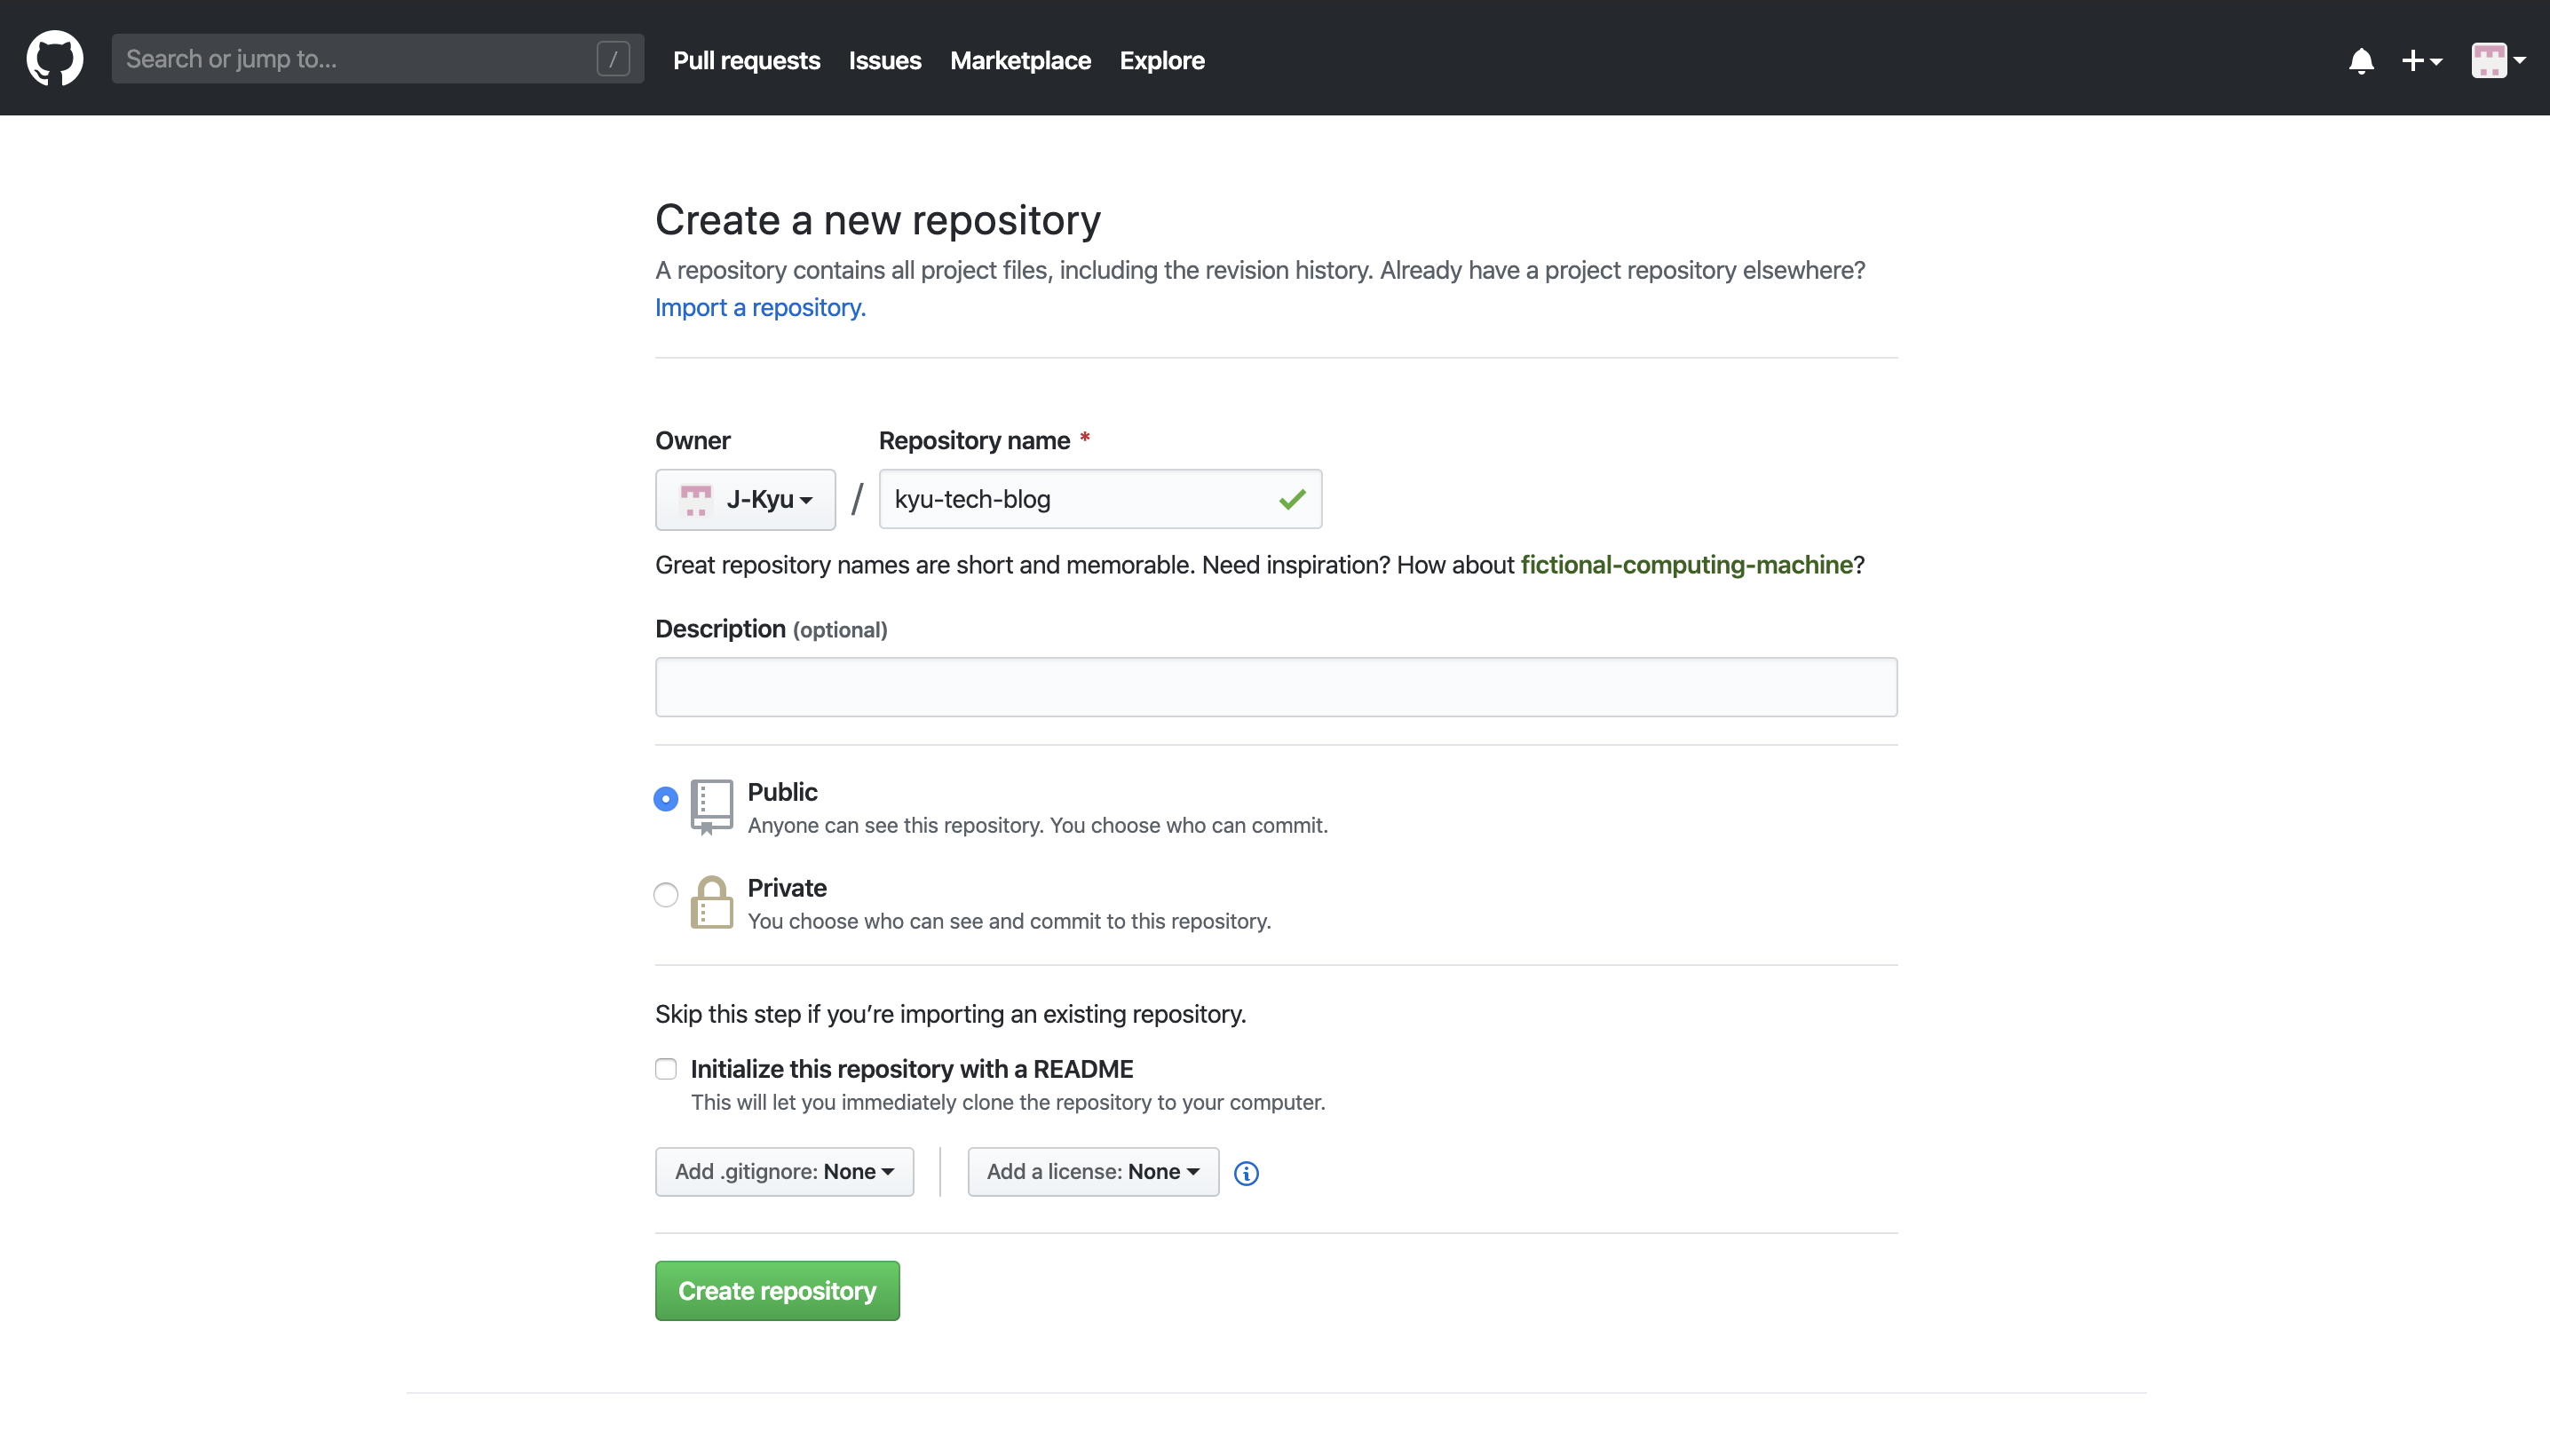 Search or jump to... /
Pull requests Issues Marketplace Explore
Create a new repository
A repository contains all project files, including the revision history. Already have a project repository elsewhere?
Import a repository.
Owner Repository name *
J-Kyu / kyu-tech-blog
Great repository names are short and memorable. Need inspiration? How about fictional-computing-machine?
Description (optional)
Public
Anyone can see this repository. You choose who can commit.
Private
You choose who can see and commit to this repository.
Skip this step if you’re importing an existing repository.
Initialize this repository with a README
This will let you immediately clone the repository to your computer.
Add .gitignore: None Add a license: None
Create repository